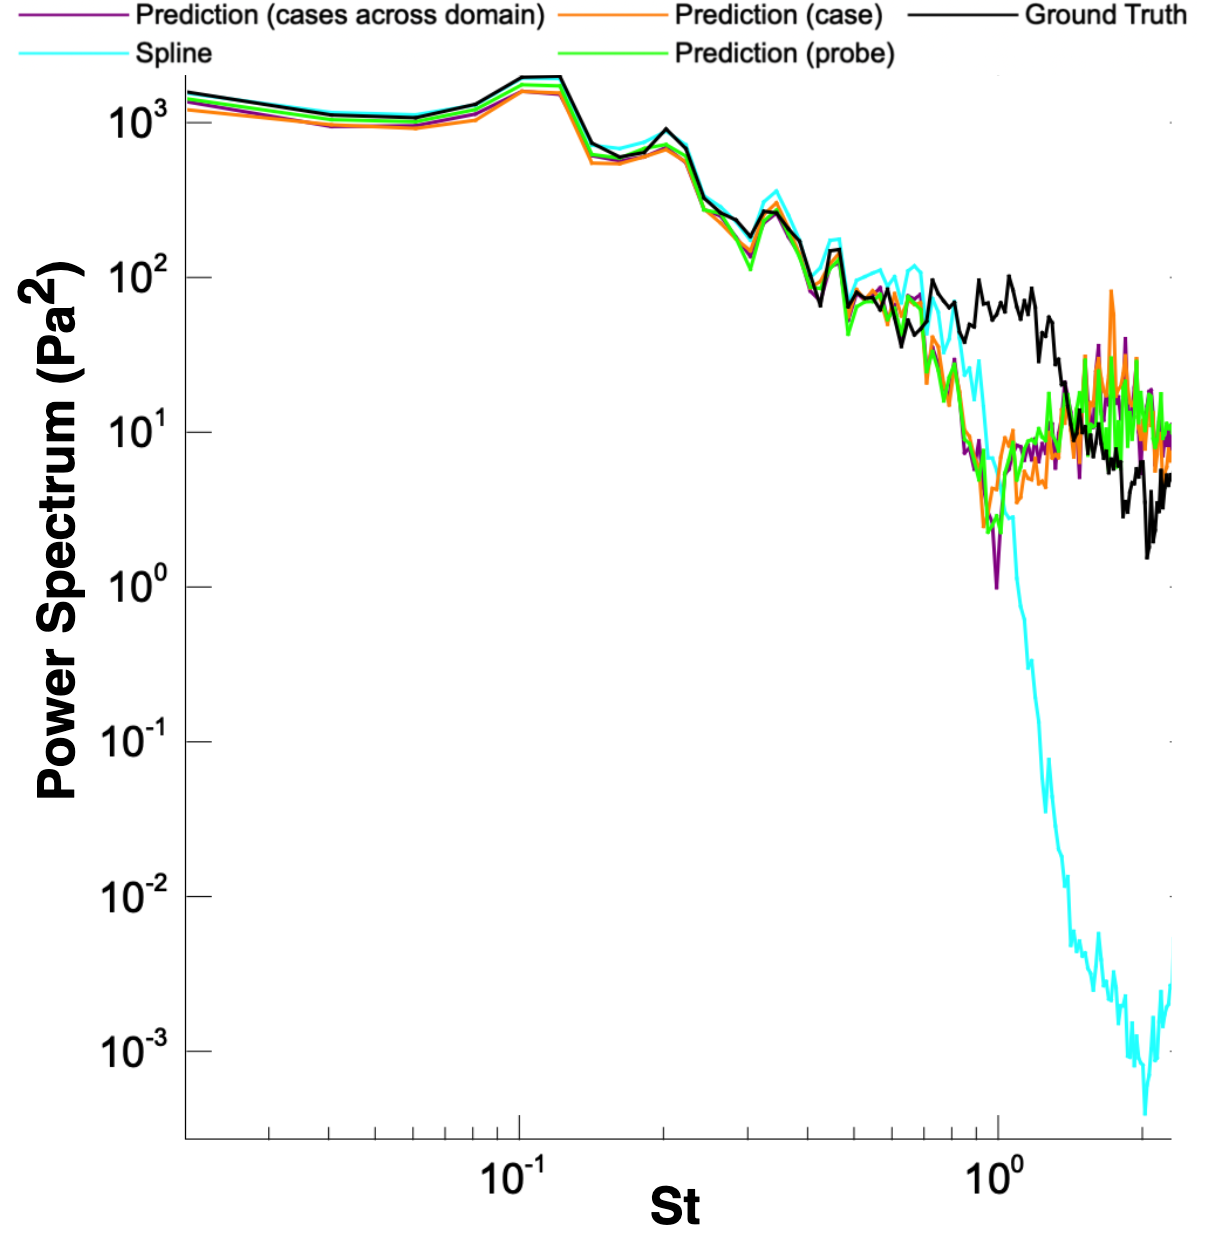 Prediction (cases across domain) Prediction (case) Ground Truth
Spline Prediction (probe)
Power Spectrum (Pa²)
10³
10²
10¹
10⁰
10⁻¹
10⁻²
10⁻³
10⁻¹ 10⁰
St